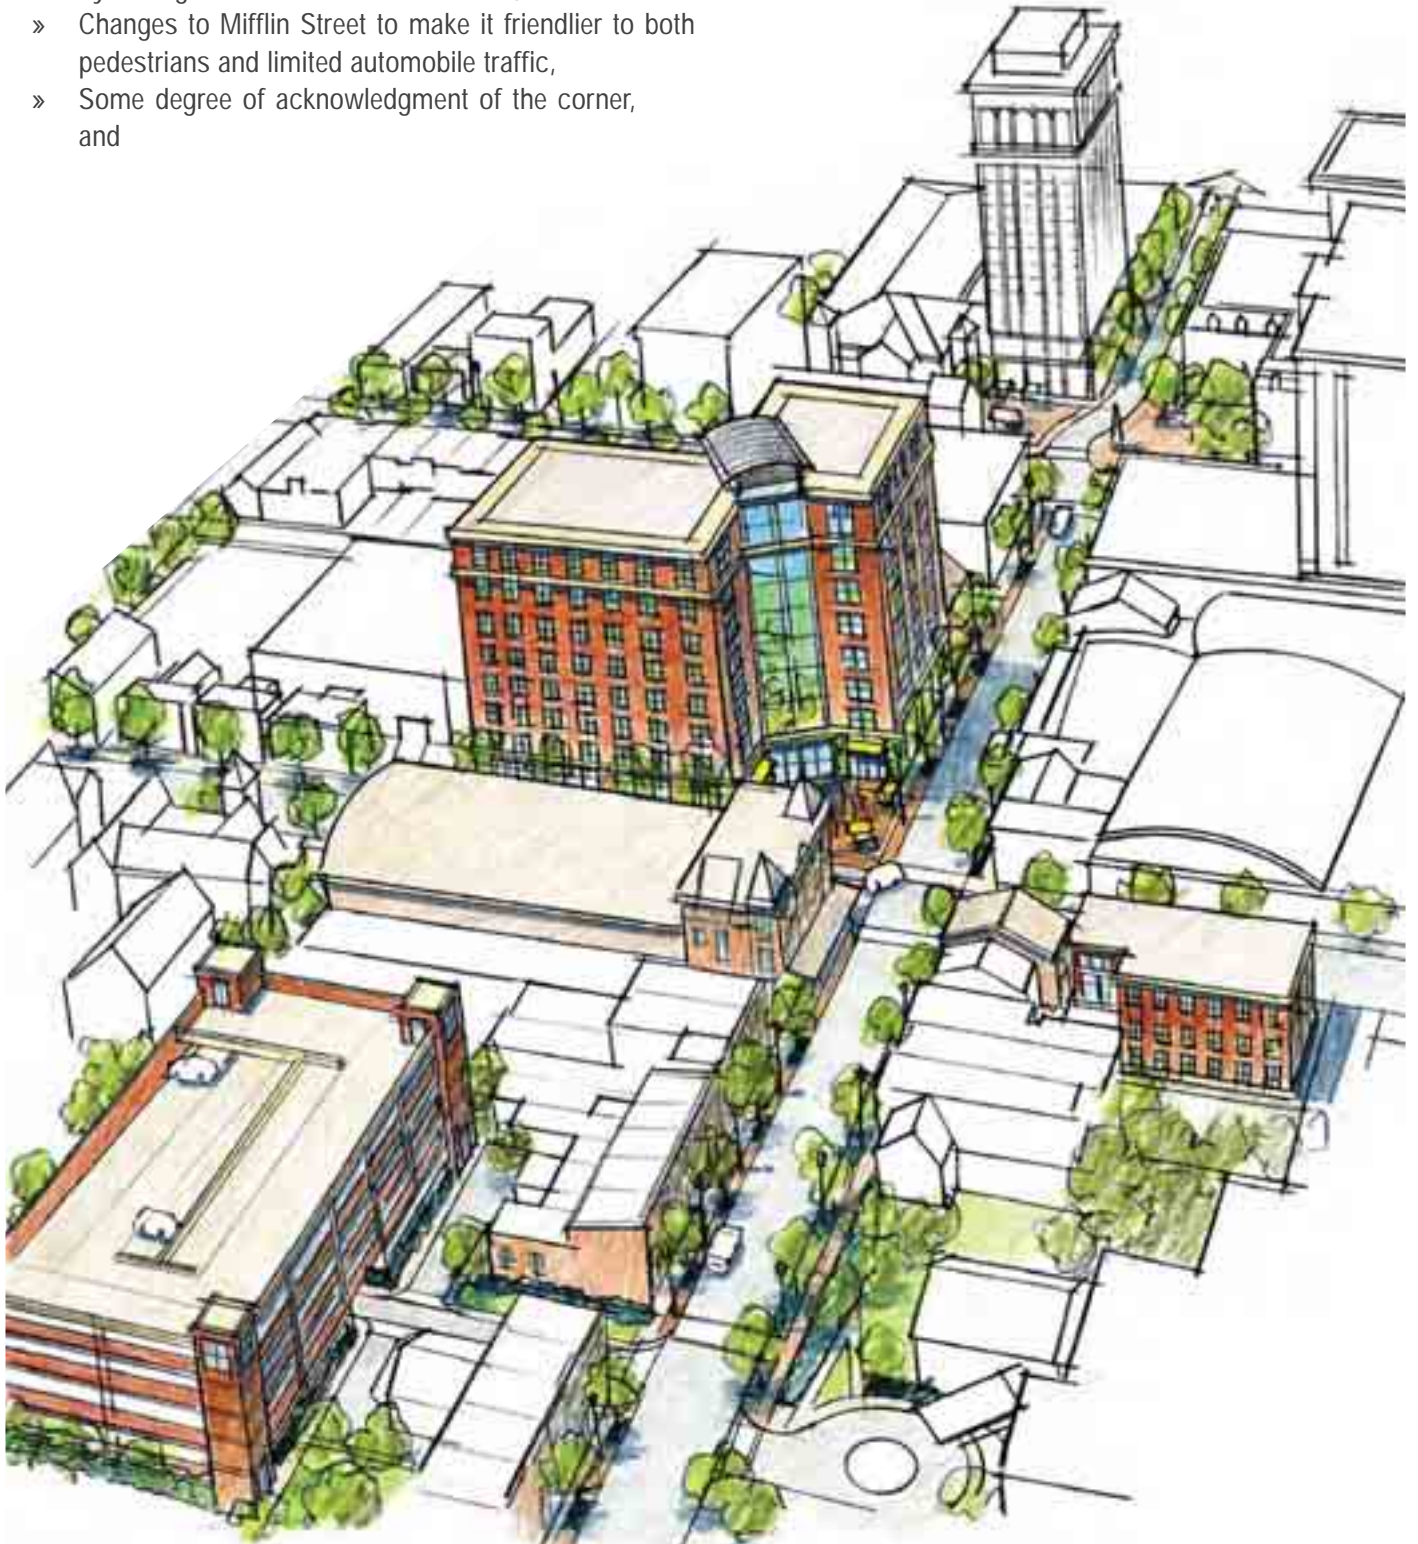 » Changes to Mifflin Street to make it friendlier to both
pedestrians and limited automobile traffic,
» Some degree of acknowledgment of the corner,
and